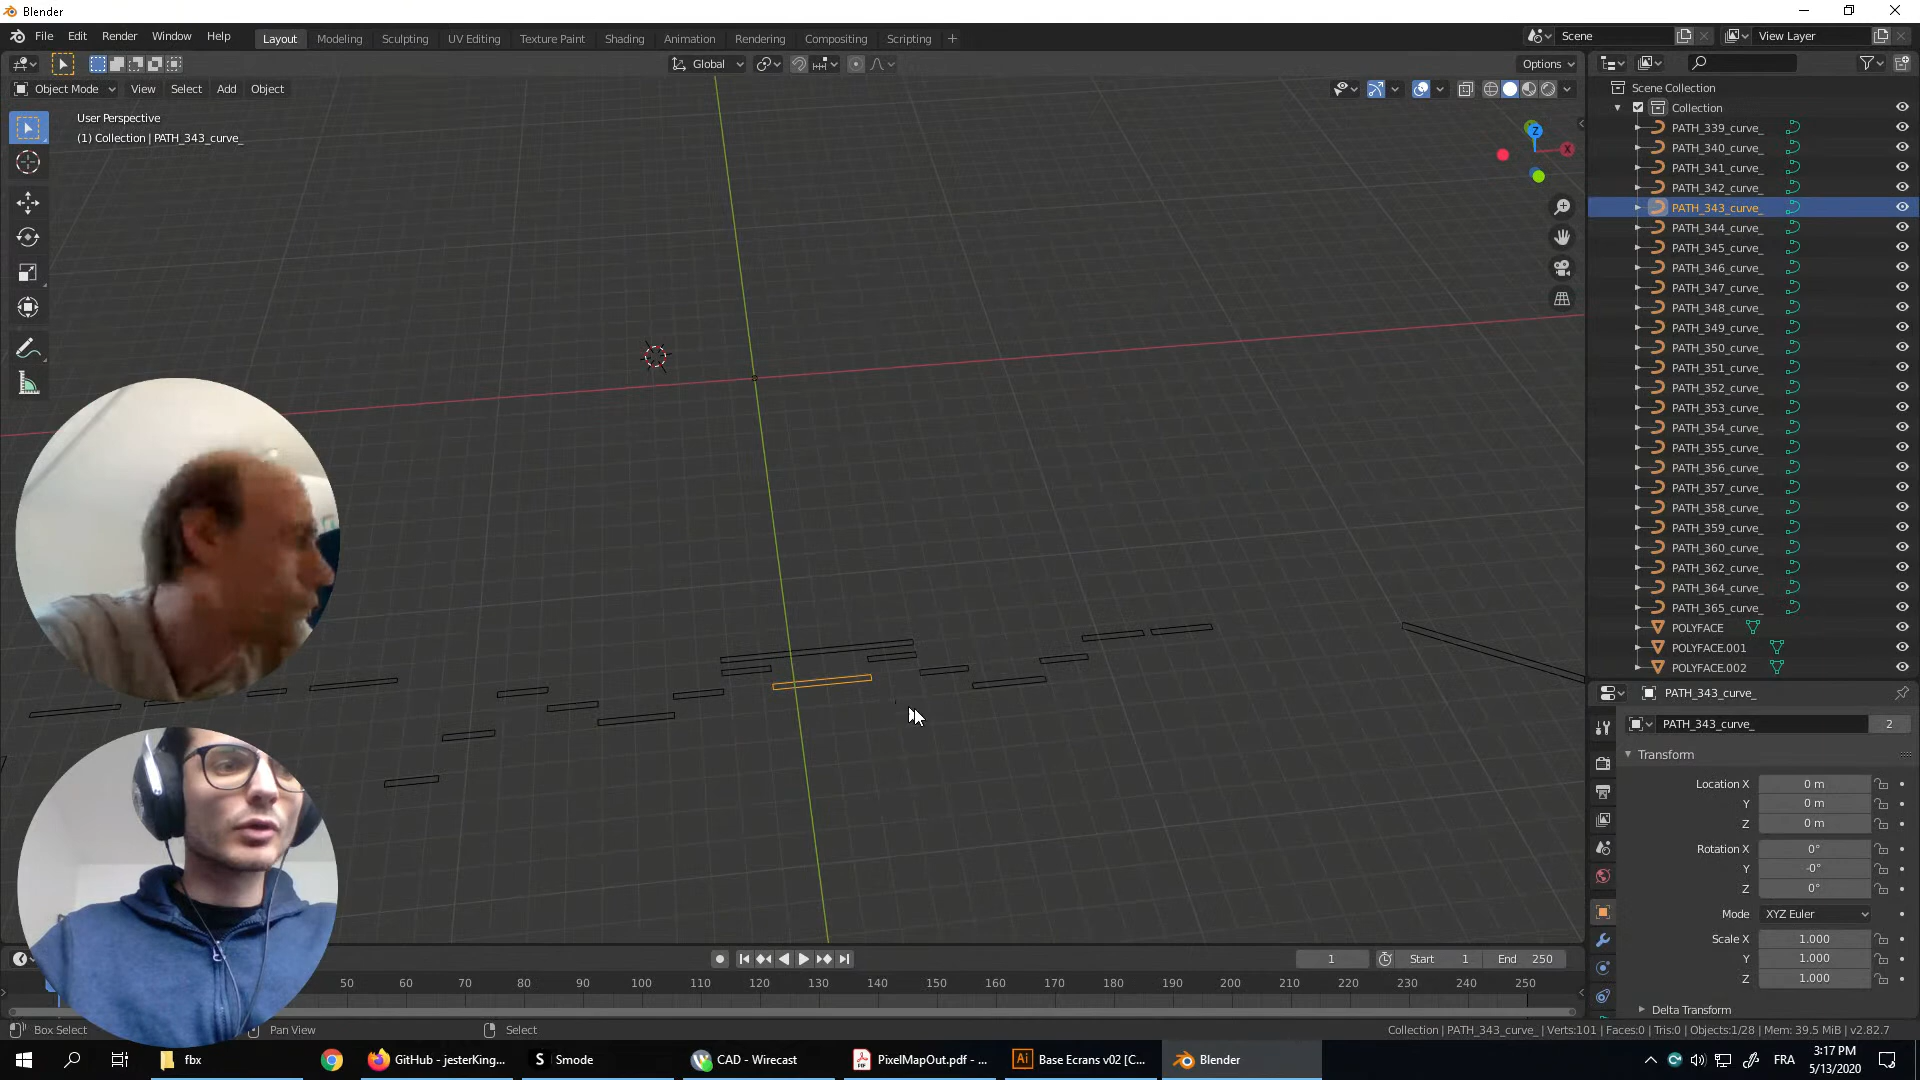 Blender
File Edit Render Window Help
Layout Modeling Sculpting UV Editing Texture Paint Shading Animation Rendering Compositing Scripting +
Scene
View Layer
Global
Options
Object Mode View Select Add Object
User Perspective
(1) Collection | PATH_343_curve_
Z
X
Scene Collection
Collection
PATH_339_curve_
PATH_340_curve_
PATH_341_curve_
PATH_342_curve_
PATH_343_curve_
PATH_344_curve_
PATH_345_curve_
PATH_346_curve_
PATH_347_curve_
PATH_348_curve_
PATH_349_curve_
PATH_350_curve_
PATH_351_curve_
PATH_352_curve_
PATH_353_curve_
PATH_354_curve_
PATH_355_curve_
PATH_356_curve_
PATH_357_curve_
PATH_358_curve_
PATH_359_curve_
PATH_360_curve_
PATH_362_curve_
PATH_364_curve_
PATH_365_curve_
POLYFACE
POLYFACE.001
POLYFACE.002
PATH_343_curve_
PATH_343_curve_ 2
Transform
Location X 0 m
Y 0 m
Z 0 m
Rotation X 0°
Y -0°
Z 0°
Mode XYZ Euler
Scale X 1.000
Y 1.000
Z 1.000
Delta Transform
1 Start 1 End 250
50 60 70 80 90 100 110 120 130 140 150 160 170 180 190 200 210 220 230 240 250
Box Select Pan View Select
Collection | PATH_343_curve_ | Verts:101 | Faces:0 | Tris:0 | Objects:1/28 | Mem: 39.5 MiB | v2.82.7
fbx
GitHub - jesterKing...
Smode
CAD - Wirecast
PixelMapOut.pdf - ...
Base Ecrans v02 [C...
Blender
FRA
3:17 PM
5/13/2020